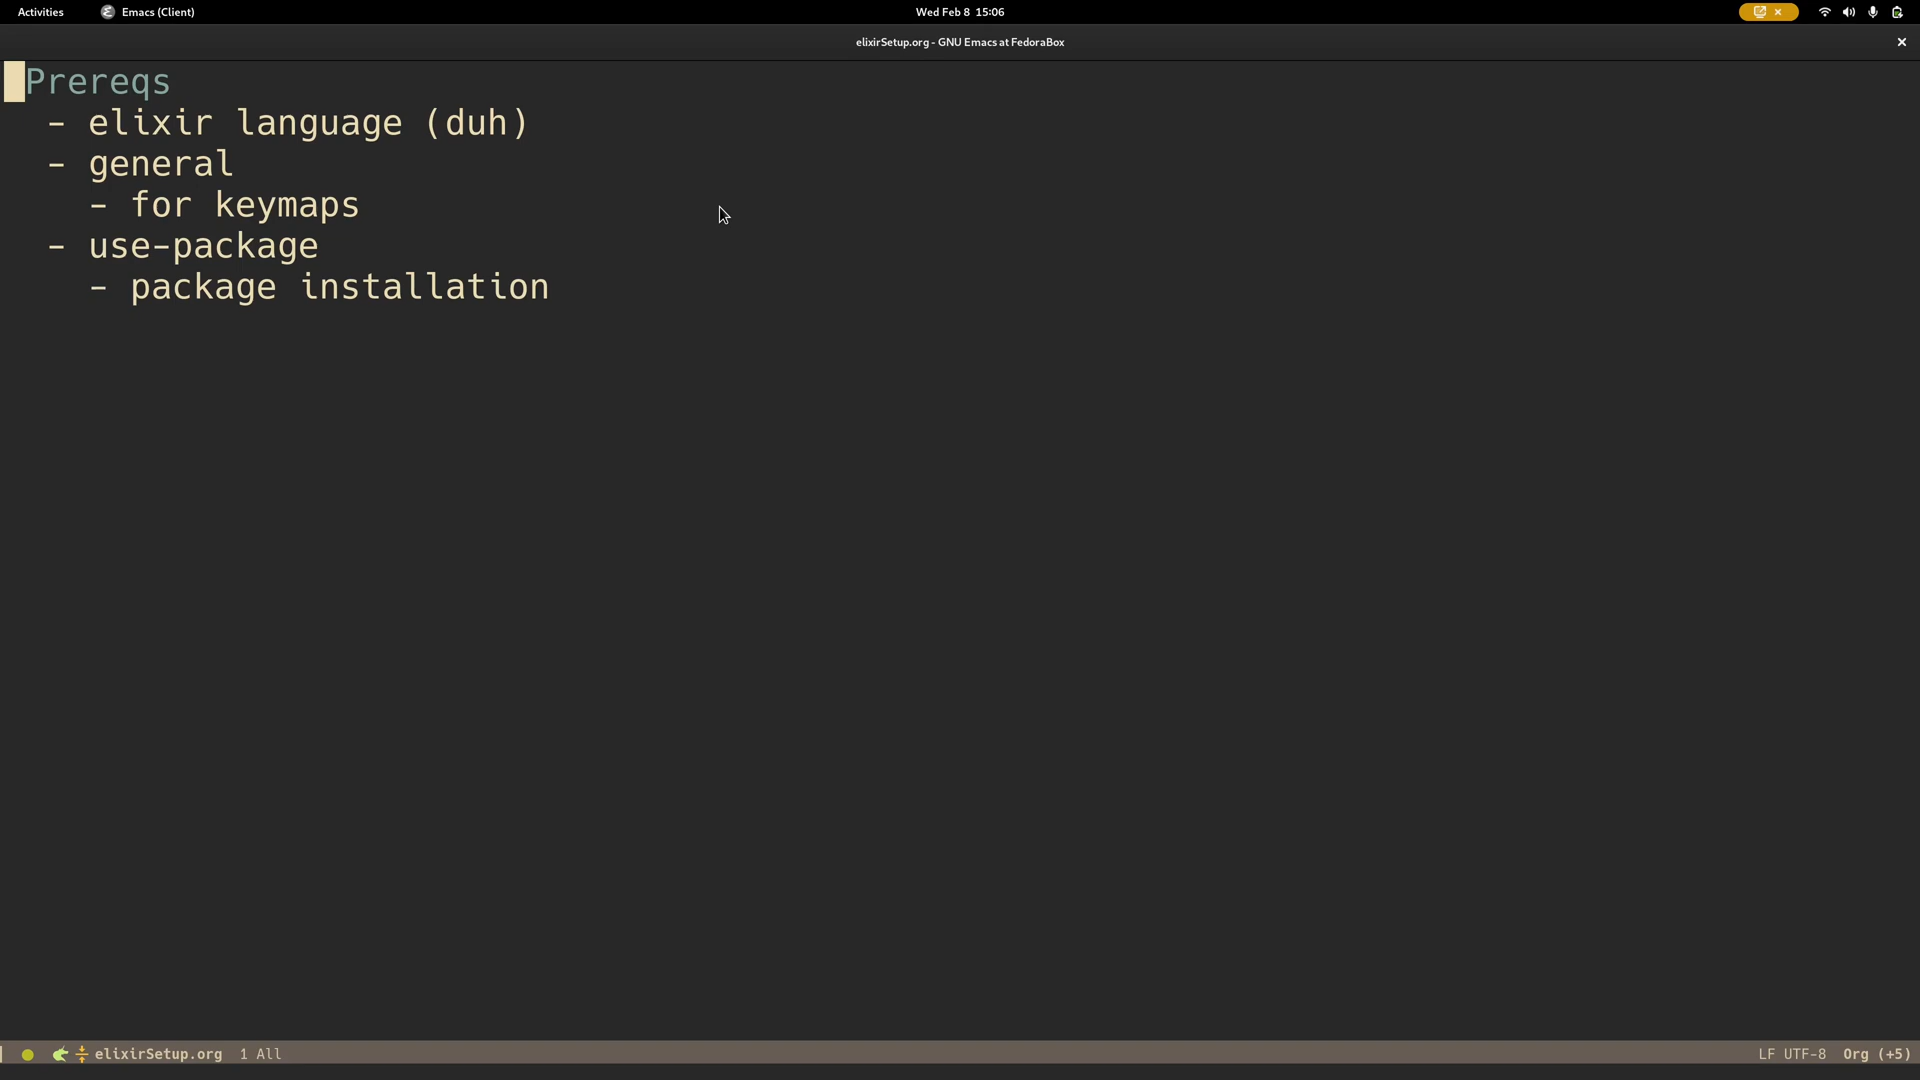 Activities Emacs (Client) Wed Feb 8 15:06
elixirSetup.org - GNU Emacs at FedoraBox
Prereqs
- elixir language (duh)
- general
- for keymaps
- use-package
- package installation
elixirSetup.org 1 All LF UTF-8 Org (+5)